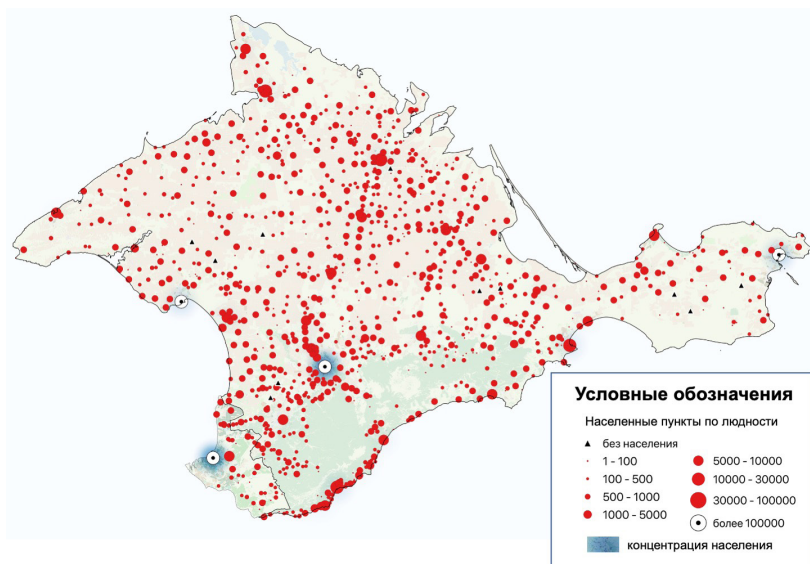 Условные обозначения
Населенные пункты по людности
без населения
1 - 100
100 - 500
500 - 1000
1000 - 5000
5000 - 10000
10000 - 30000
30000 - 100000
более 100000
концентрация населения